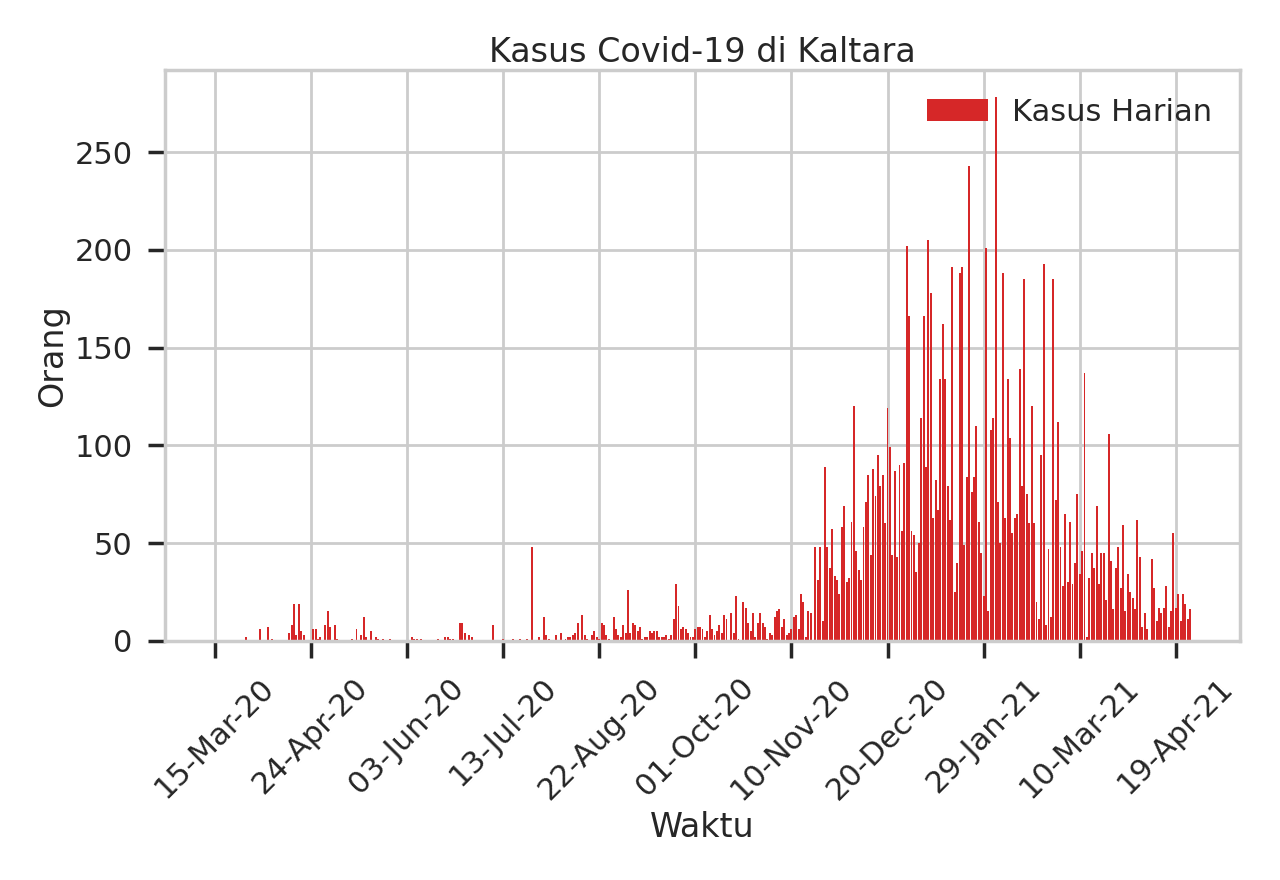 Kasus Covid-19 di Kaltara
Kasus Harian
Orang
250
200
150
100
50
0
15-Mar-20
24-Apr-20
03-Jun-20
13-Jul-20
22-Aug-20
01-Oct-20
10-Nov-20
20-Dec-20
29-Jan-21
10-Mar-21
19-Apr-21
Waktu